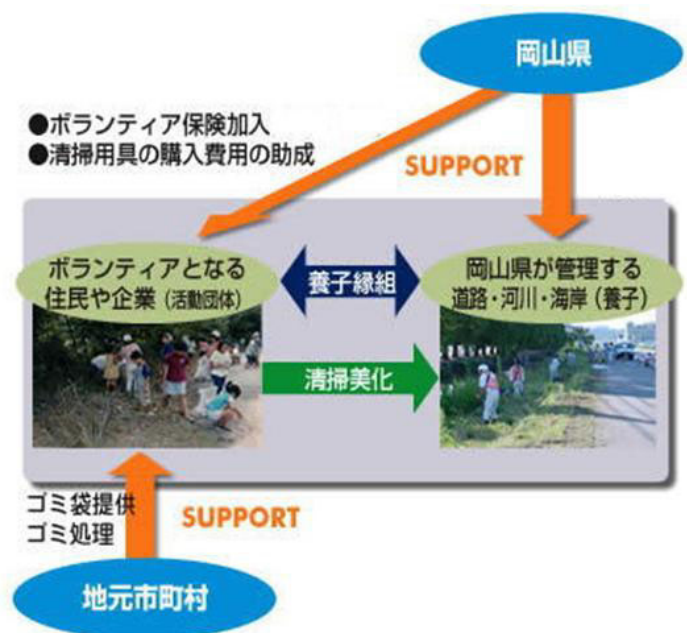 岡山県
●ボランティア保険加入
●清掃用具の購入費用の助成
SUPPORT
ボランティアとなる
住民や企業(活動団体)
養子縁組
岡山県が管理する
道路・河川・海岸(養子)
清掃美化
ゴミ袋提供
ゴミ処理
SUPPORT
地元市町村